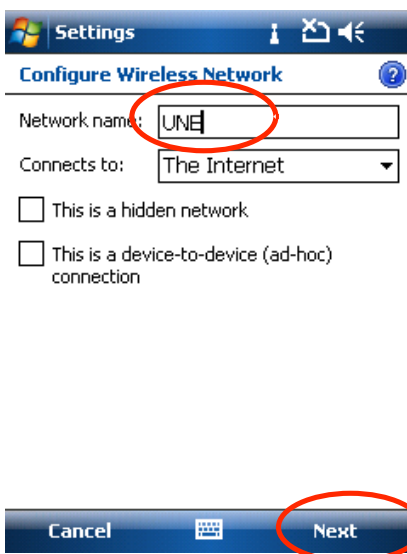 Settings
Configure Wireless Network
Network name: UNE
Connects to: The Internet
This is a hidden network
This is a device-to-device (ad-hoc)
connection
Cancel Next